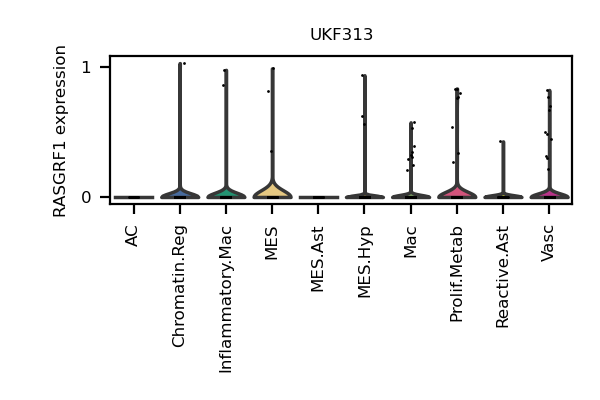 UKF313
RASGRF1 expression
1
0
AC
Chromatin.Reg
Inflammatory.Mac
MES
MES.Ast
MES.Hyp
Mac
Prolif.Metab
Reactive.Ast
Vasc